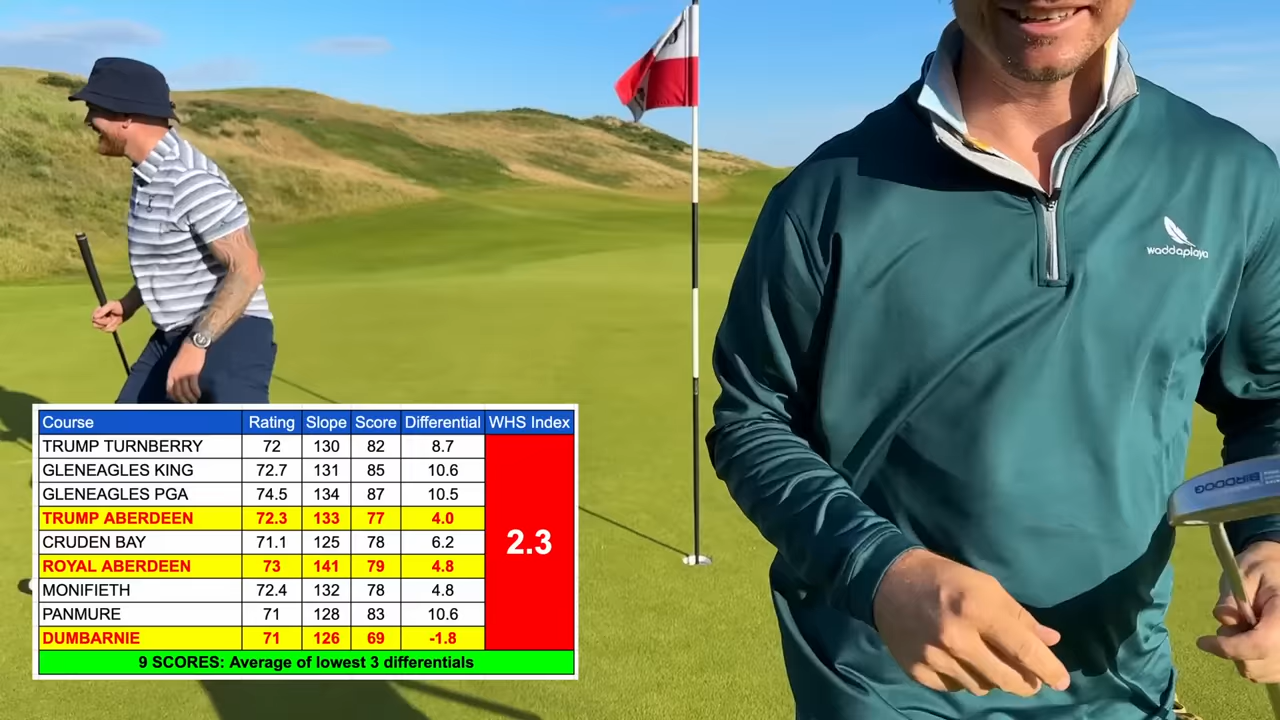 waddaplaya
BIRDDOG
Course Rating Slope Score Differential WHS Index
TRUMP TURNBERRY 72 130 82 8.7
GLENEAGLES KING 72.7 131 85 10.6
GLENEAGLES PGA 74.5 134 87 10.5
TRUMP ABERDEEN 72.3 133 77 4.0
CRUDEN BAY 71.1 125 78 6.2
2.3
ROYAL ABERDEEN 73 141 79 4.8
MONIFIETH 72.4 132 78 4.8
PANMURE 71 128 83 10.6
DUMBARNIE 71 126 69 -1.8
9 SCORES: Average of lowest 3 differentials